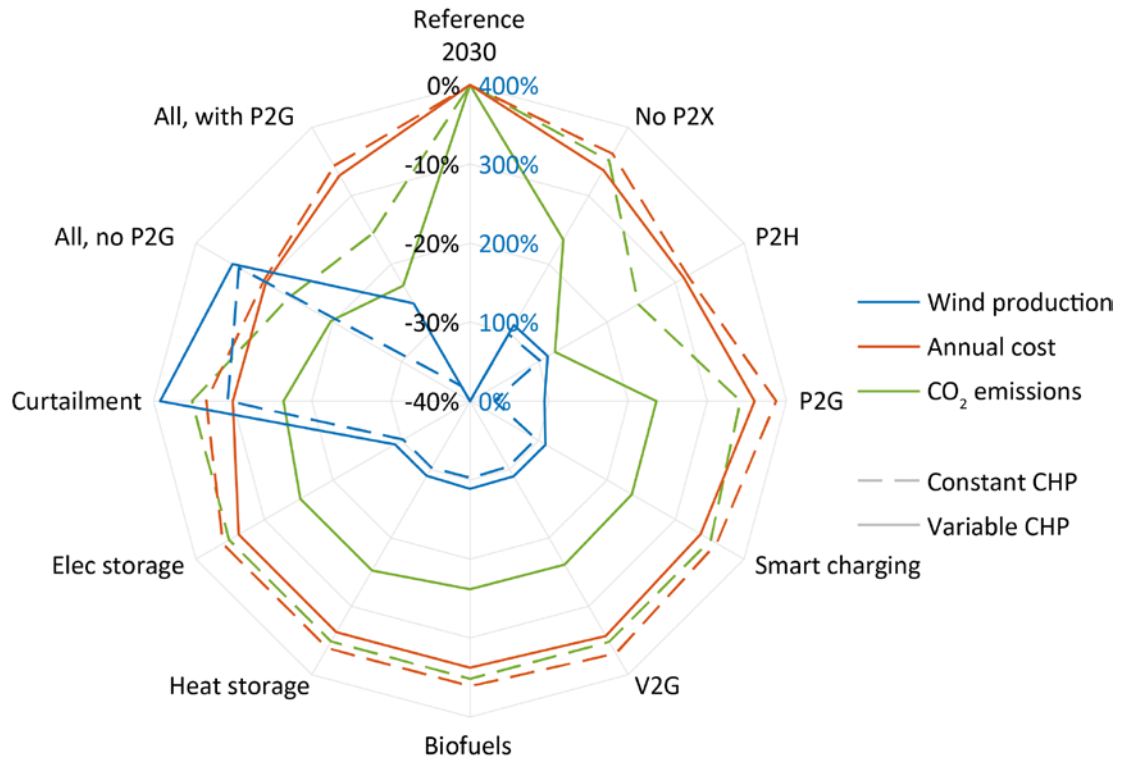 Reference
2030
0% 400%
All, with P2G
No P2X
-10% 300%
All, no P2G
-20% 200%
P2H
-30% 100%
Wind production
Annual cost
CO₂ emissions
Curtailment
-40% 0%
P2G
Constant CHP
Variable CHP
Elec storage
Smart charging
Heat storage
V2G
Biofuels